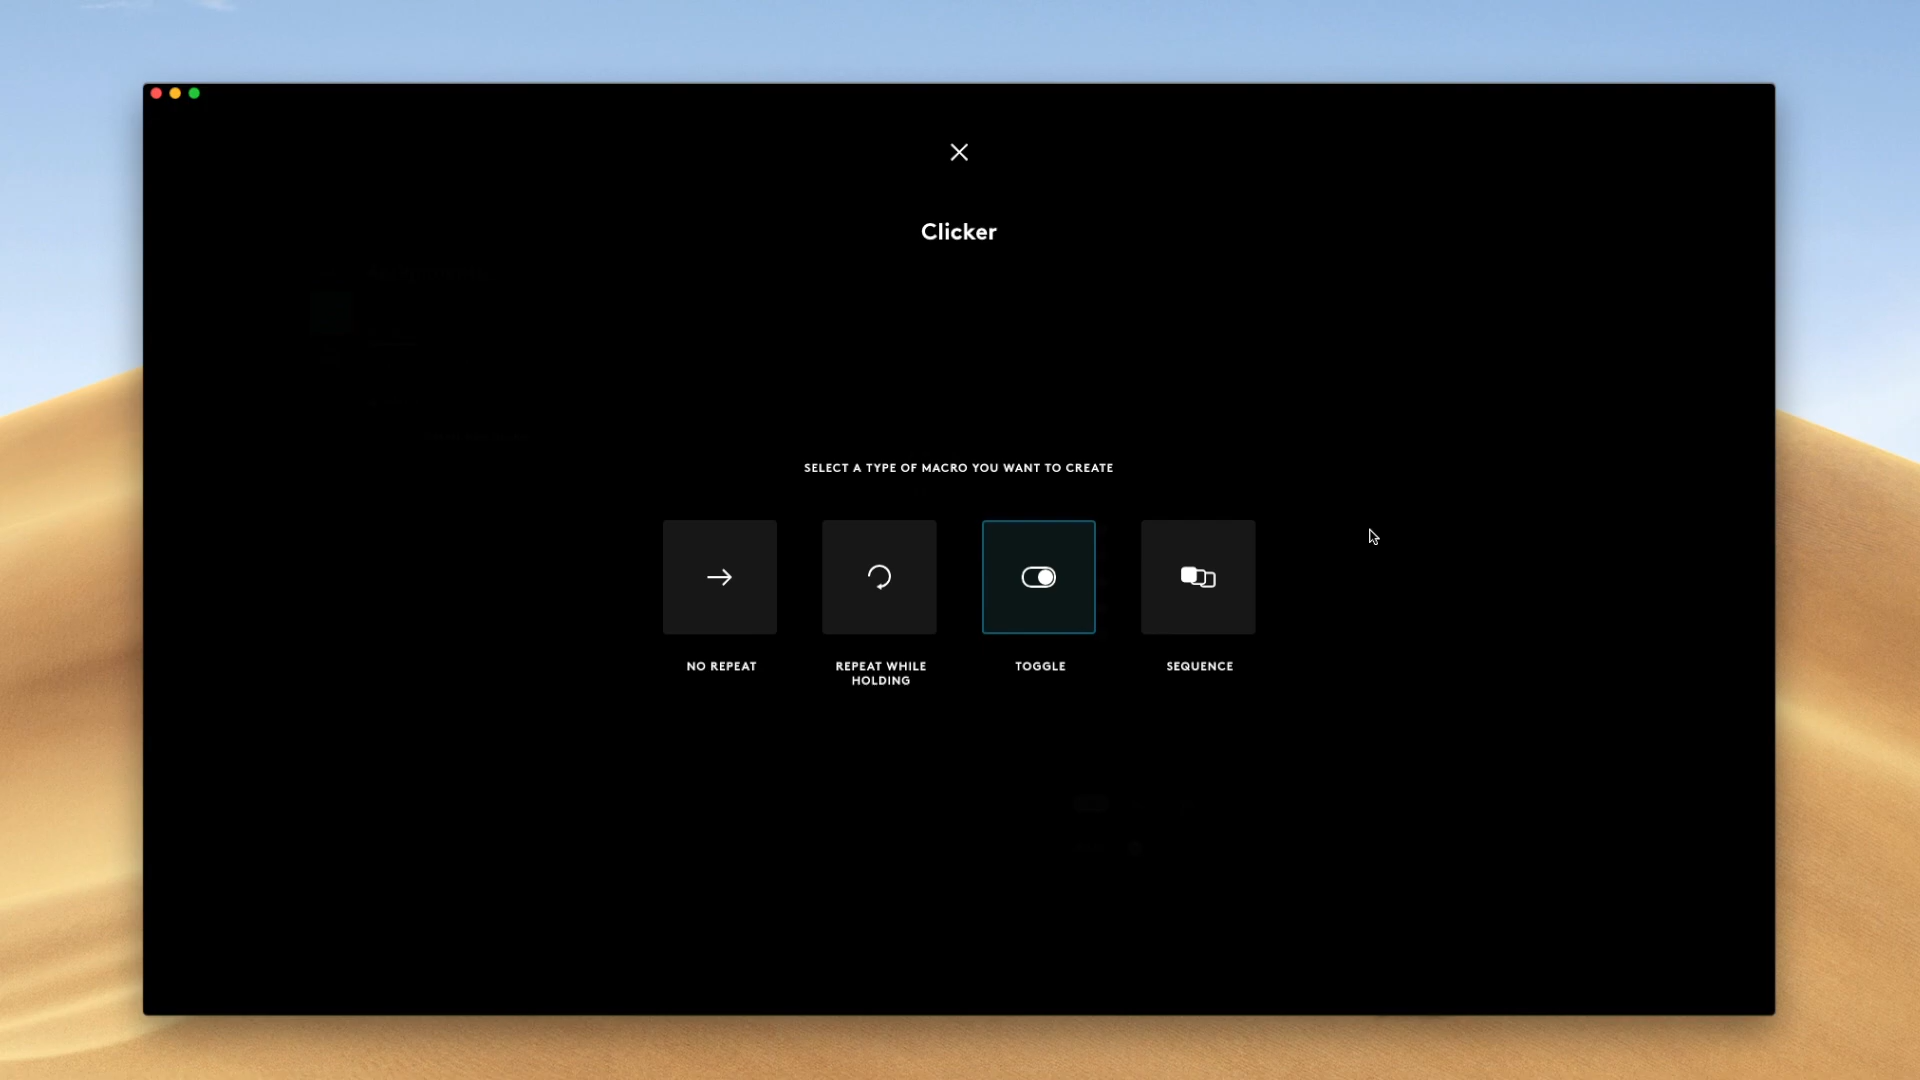 Clicker
SELECT A TYPE OF MACRO YOU WANT TO CREATE
NO REPEAT
REPEAT WHILE
HOLDING
TOGGLE
SEQUENCE